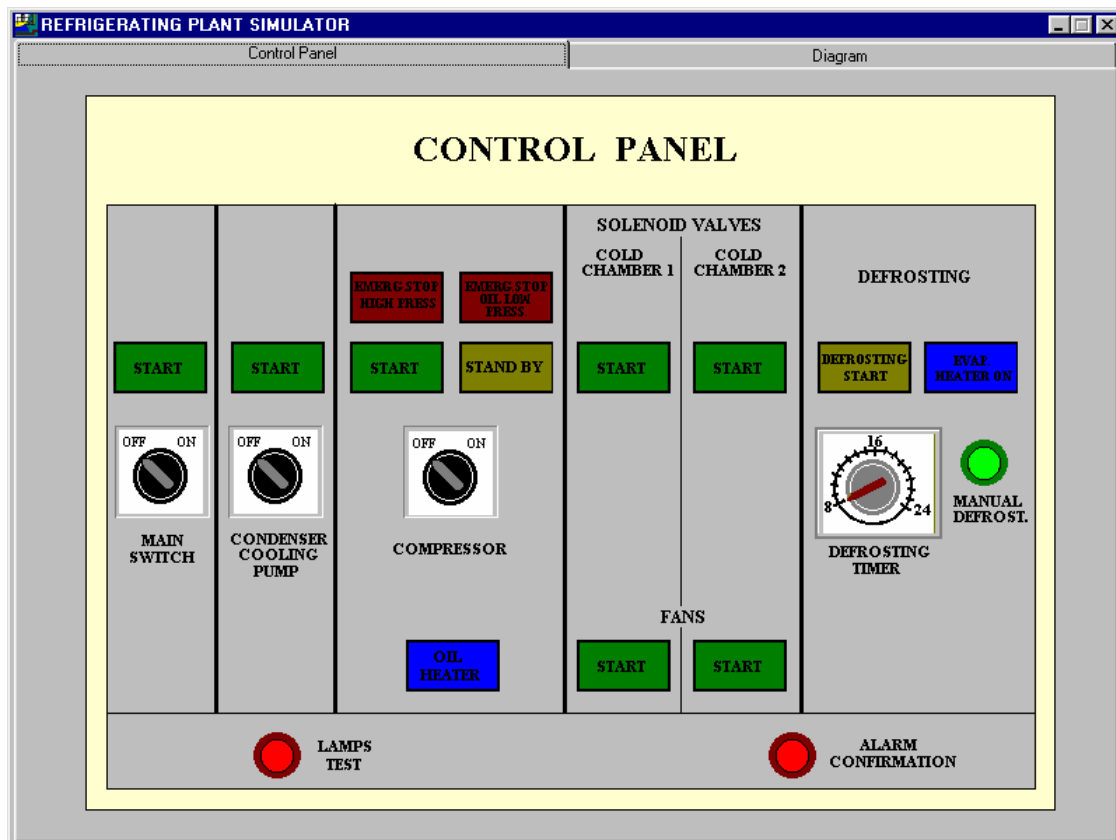 REFRIGERATING PLANT SIMULATOR
Control Panel
Diagram
CONTROL PANEL
SOLENOID VALVES
COLD
CHAMBER 1
COLD
CHAMBER 2
DEFROSTING
EMERG.STOP
HIGH PRESS
EMERG.STOP
OIL LOW
PRESS.
START
START
START
STAND BY
START
START
DEFROSTING
START
EVAP.
HEATER ON
OFF ON
OFF ON
OFF ON
16
8
24
MAIN
SWITCH
CONDENSER
COOLING
PUMP
COMPRESSOR
DEFROSTING
TIMER
MANUAL
DEFROST.
FANS
OIL
HEATER
START
START
LAMPS
TEST
ALARM
CONFIRMATION